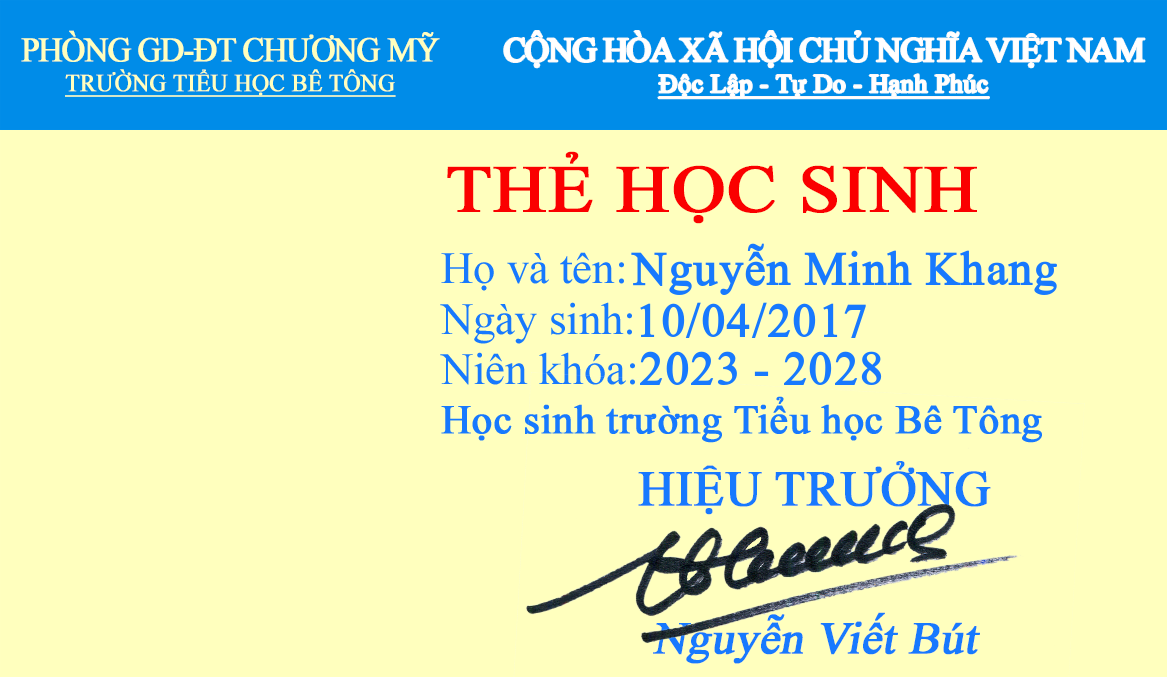 PHÒNG GD-ĐT CHƯƠNG MỸ
TRƯỜNG TIỂU HỌC BÊ TÔNG
CỘNG HÒA XÃ HỘI CHỦ NGHĨA VIỆT NAM
Độc Lập - Tự Do - Hạnh Phúc
THẺ HỌC SINH
Họ và tên: Nguyễn Minh Khang
Ngày sinh: 10/04/2017
Niên khóa: 2023 - 2028
Học sinh trường Tiểu học Bê Tông
HIỆU TRƯỞNG
Nguyễn Viết Bút